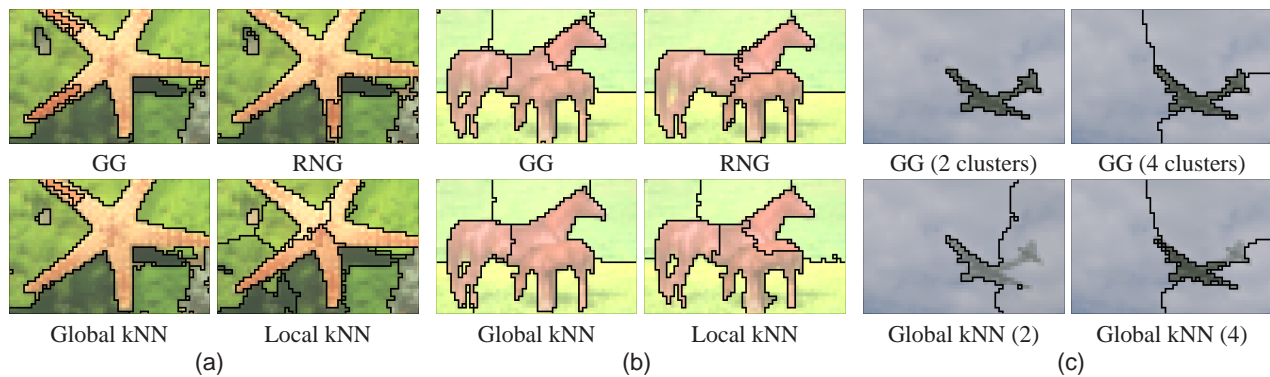 GG RNG GG RNG GG (2 clusters) GG (4 clusters)
Global kNN Local kNN Global kNN Local kNN Global kNN (2) Global kNN (4)
(a) (b) (c)